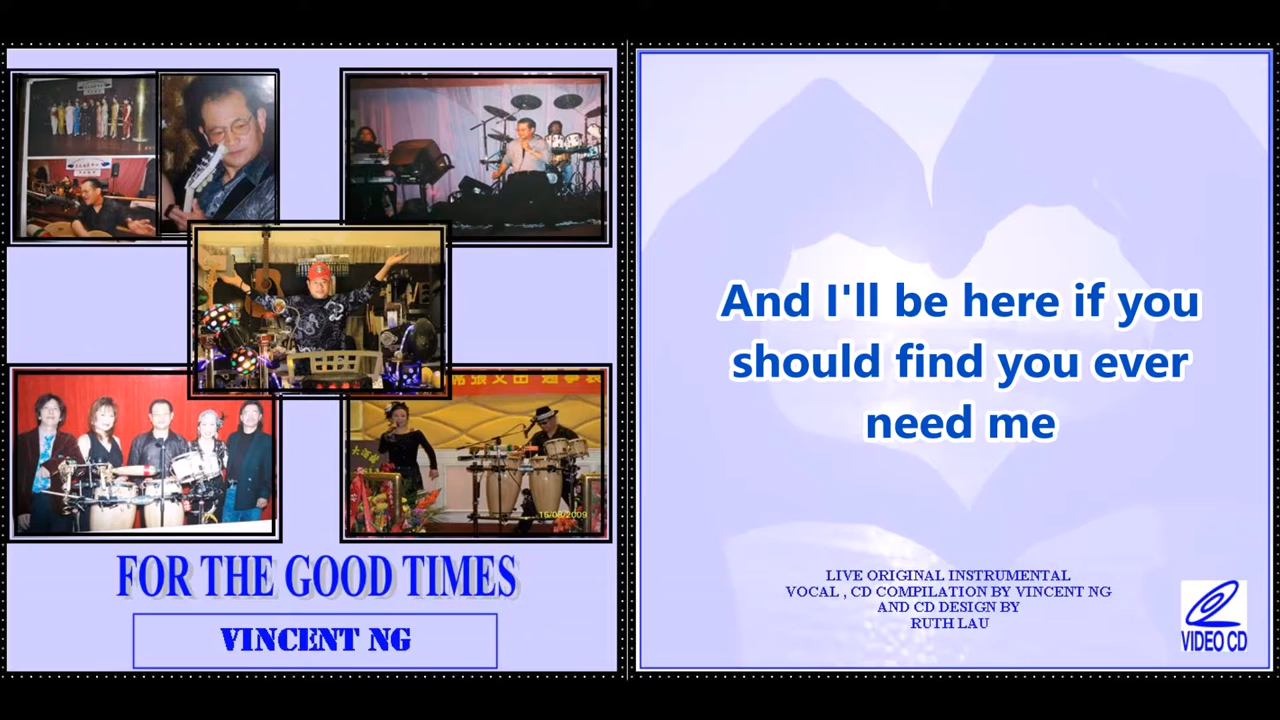 15/08/2009
FOR THE GOOD TIMES
VINCENT NG
And I'll be here if you
should find you ever
need me
LIVE ORIGINAL INSTRUMENTAL
VOCAL , CD COMPILATION BY VINCENT NG
AND CD DESIGN BY
RUTH LAU
VIDEO CD